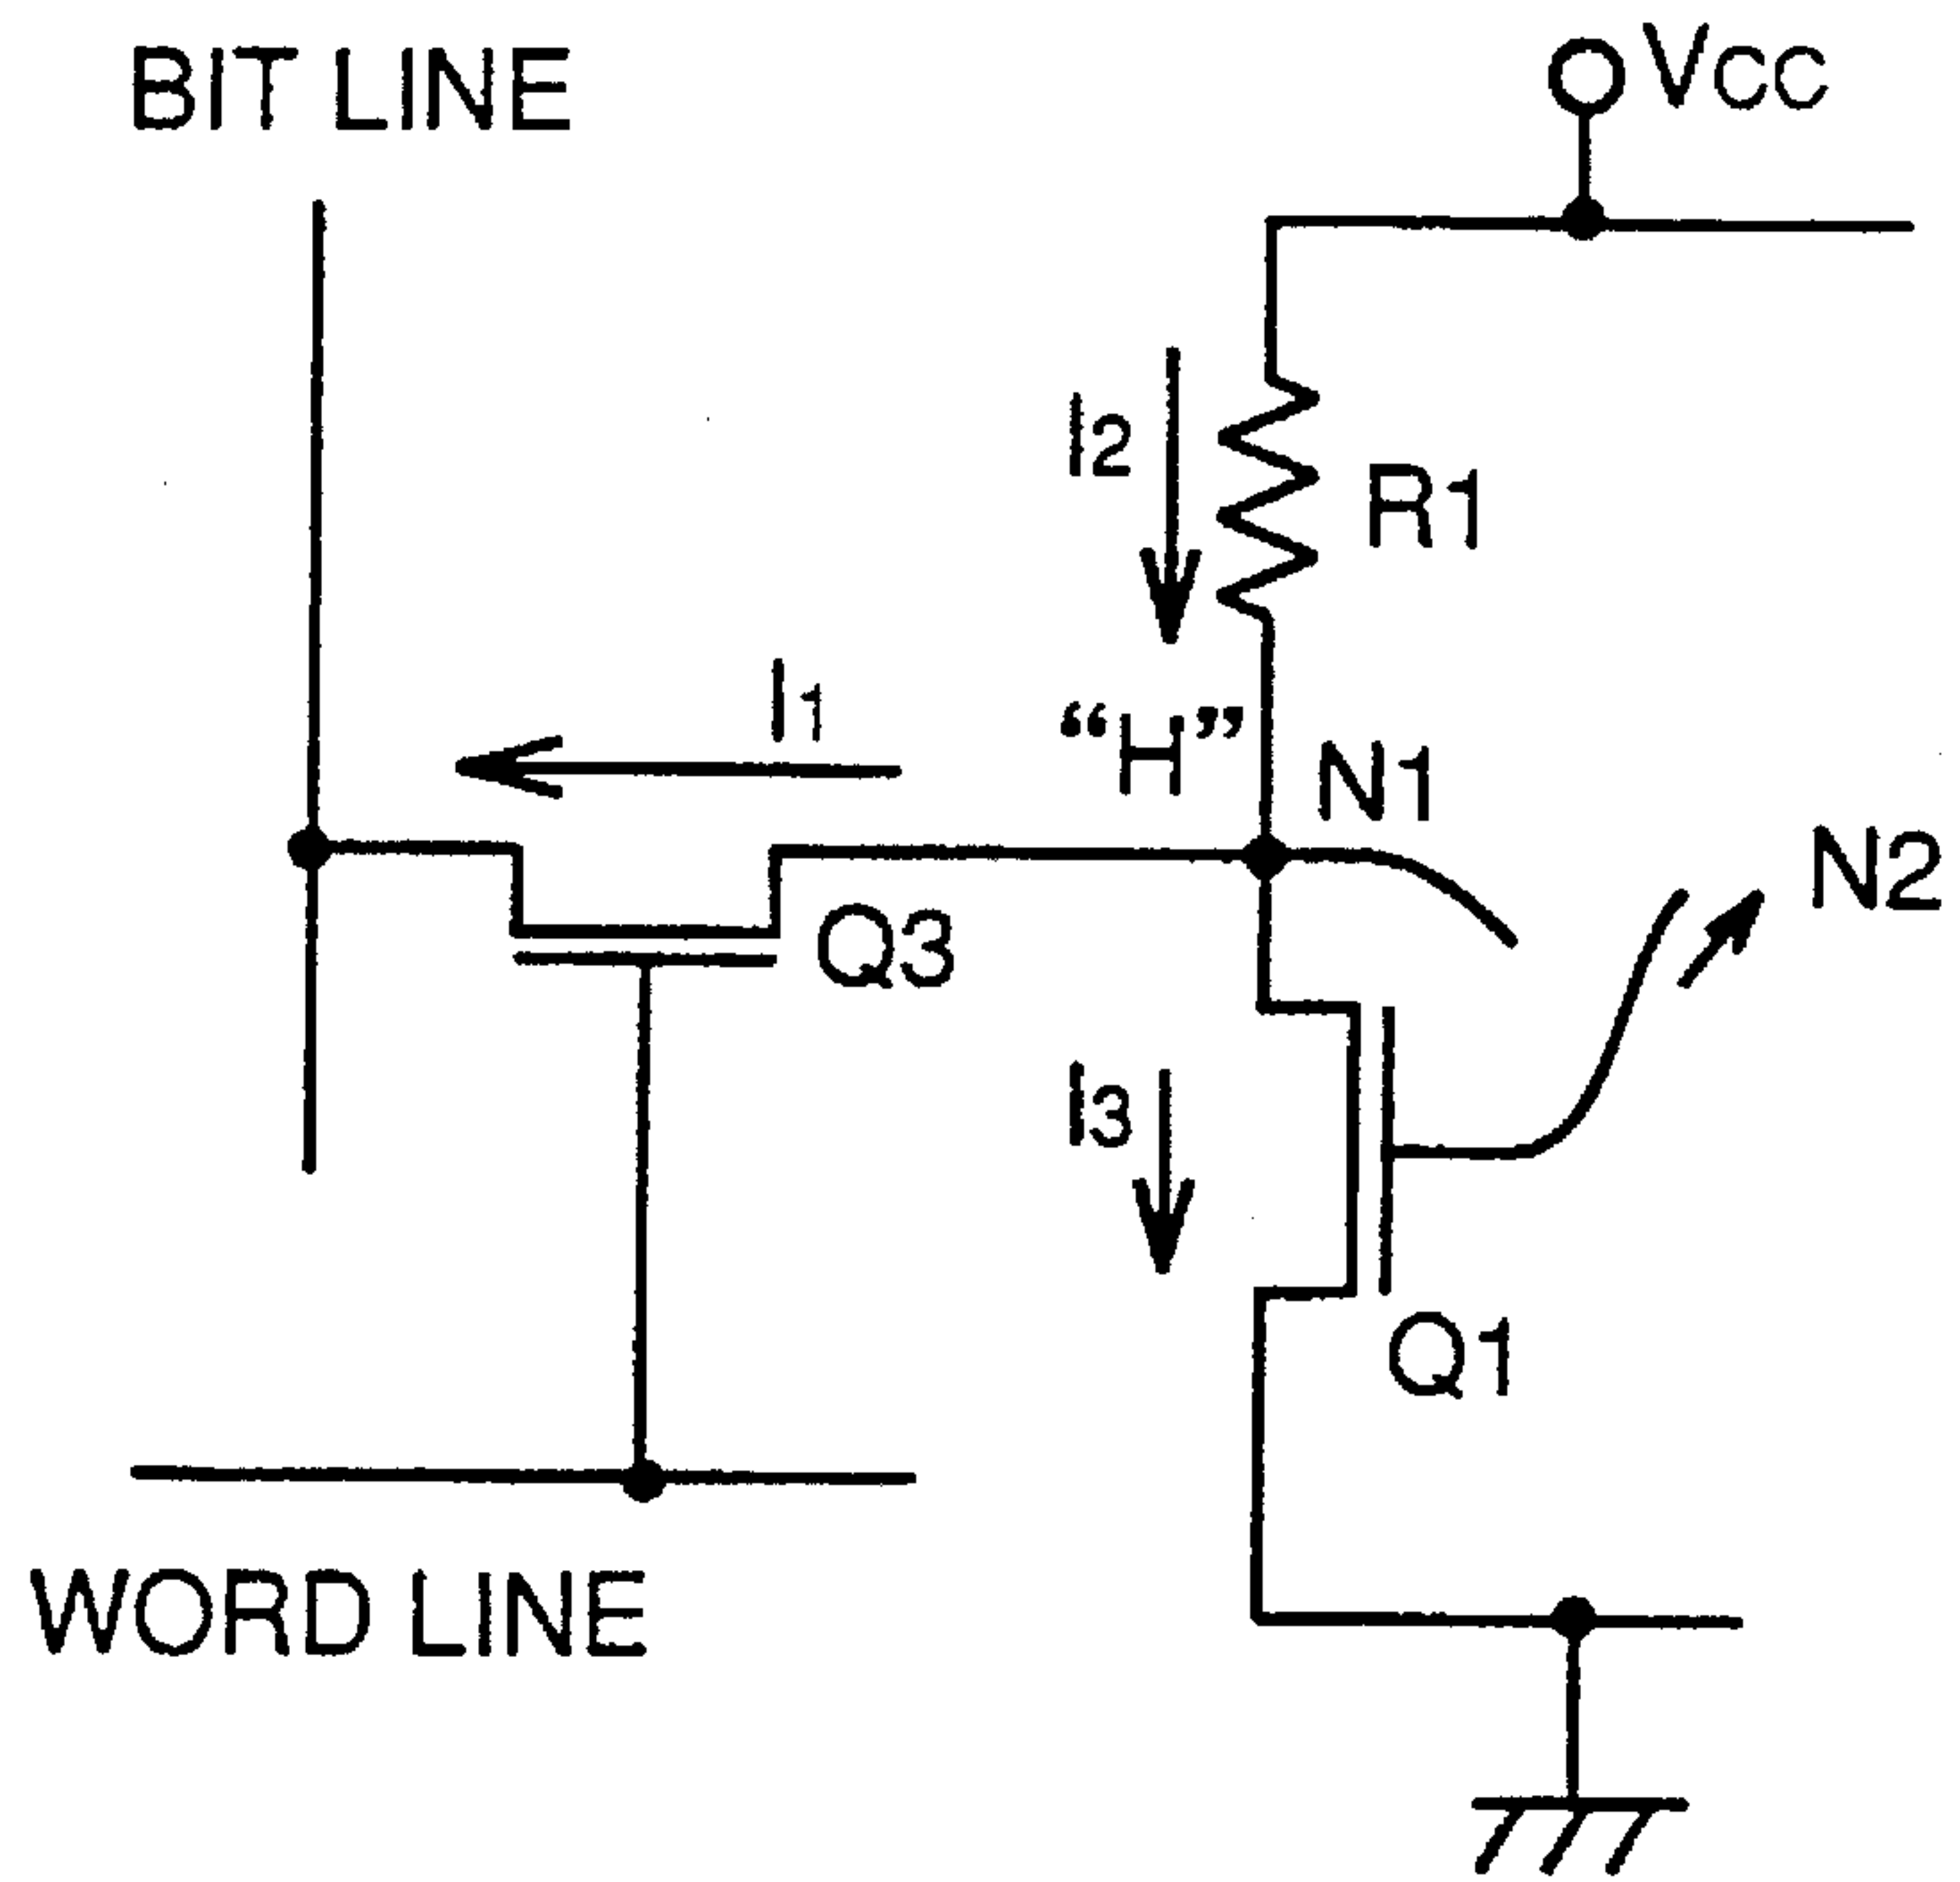 BIT LINE
VCC
I2
R1
I1
“H”
N1
N2
Q3
I3
Q1
WORD LINE